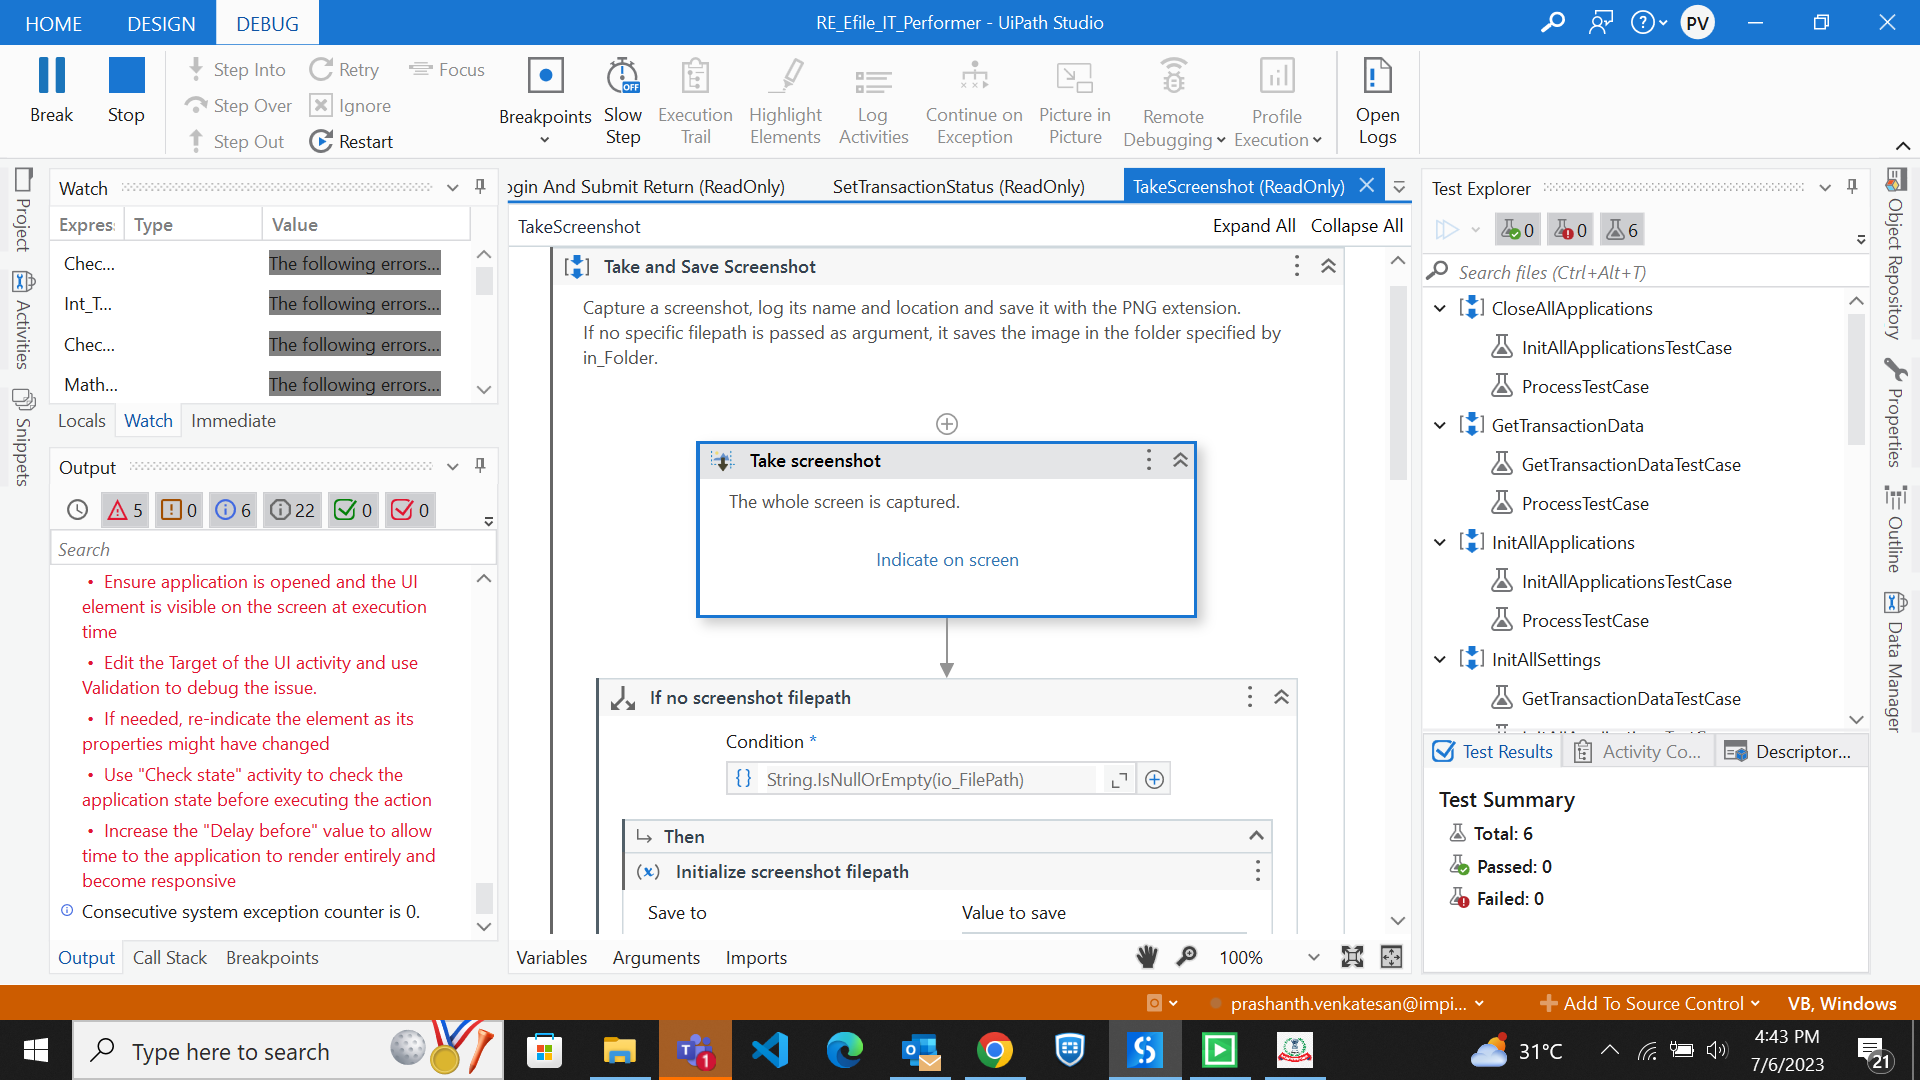 HOME DESIGN DEBUG
RE_Efile_IT_Performer - UiPath Studio
PV
Break
Stop
Step Into
Step Over
Step Out
Retry
Ignore
Restart
Focus
Breakpoints
Slow
Step
OFF
Execution
Trail
Highlight
Elements
Log
Activities
Continue on
Exception
Picture in
Picture
Remote
Debugging
Profile
Execution
Open
Logs
Project
Activities
Snippets
Watch
Expres: Type Value
Chec... The following errors...
Int_T... The following errors...
Chec... The following errors...
Math... The following errors...
Locals Watch Immediate
Output
5 0 6 22 0 0
Search
• Ensure application is opened and the UI
element is visible on the screen at execution
time
• Edit the Target of the UI activity and use
Validation to debug the issue.
• If needed, re-indicate the element as its
properties might have changed
• Use "Check state" activity to check the
application state before executing the action
• Increase the "Delay before" value to allow
time to the application to render entirely and
become responsive
Consecutive system exception counter is 0.
Output Call Stack Breakpoints
ogin And Submit Return (ReadOnly) SetTransactionStatus (ReadOnly) TakeScreenshot (ReadOnly)
TakeScreenshot
Expand All Collapse All
Take and Save Screenshot
Capture a screenshot, log its name and location and save it with the PNG extension.
If no specific filepath is passed as argument, it saves the image in the folder specified by
in_Folder.
Take screenshot
The whole screen is captured.
Indicate on screen
If no screenshot filepath
Condition *
{} String.IsNullOrEmpty(io_FilePath)
Then
(x) Initialize screenshot filepath
Save to Value to save
Variables Arguments Imports
100%
Test Explorer
0 0 6
Search files (Ctrl+Alt+T)
CloseAllApplications
InitAllApplicationsTestCase
ProcessTestCase
GetTransactionData
GetTransactionDataTestCase
ProcessTestCase
InitAllApplications
InitAllApplicationsTestCase
ProcessTestCase
InitAllSettings
GetTransactionDataTestCase
Test Results Activity Co... Descriptor...
Test Summary
Total: 6
Passed: 0
Failed: 0
Object Repository
Properties
Outline
Data Manager
prashanth.venkatesan@impi... Add To Source Control VB, Windows
Type here to search
1
31°C
4:43 PM
7/6/2023
21